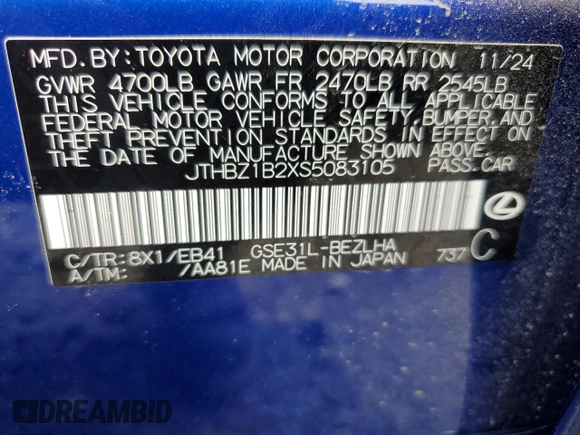 MFD. BY: TOYOTA MOTOR CORPORATION 11/24
GVWR 4700LB GAWR FR 2470LB RR 2545LB
THIS VEHICLE CONFORMS TO ALL APPLICABLE
FEDERAL MOTOR VEHICLE SAFETY,BUMPER,AND
THEFT PREVENTION STANDARDS IN EFFECT ON
THE DATE OF MANUFACTURE SHOWN ABOVE.
JTHBZ1B2XS5083105 PASS.CAR
C/TR:8X1/EB41 GSE31L-BEZLHA
A/TM: /AA81E MADE IN JAPAN 737 C
DREAMBID